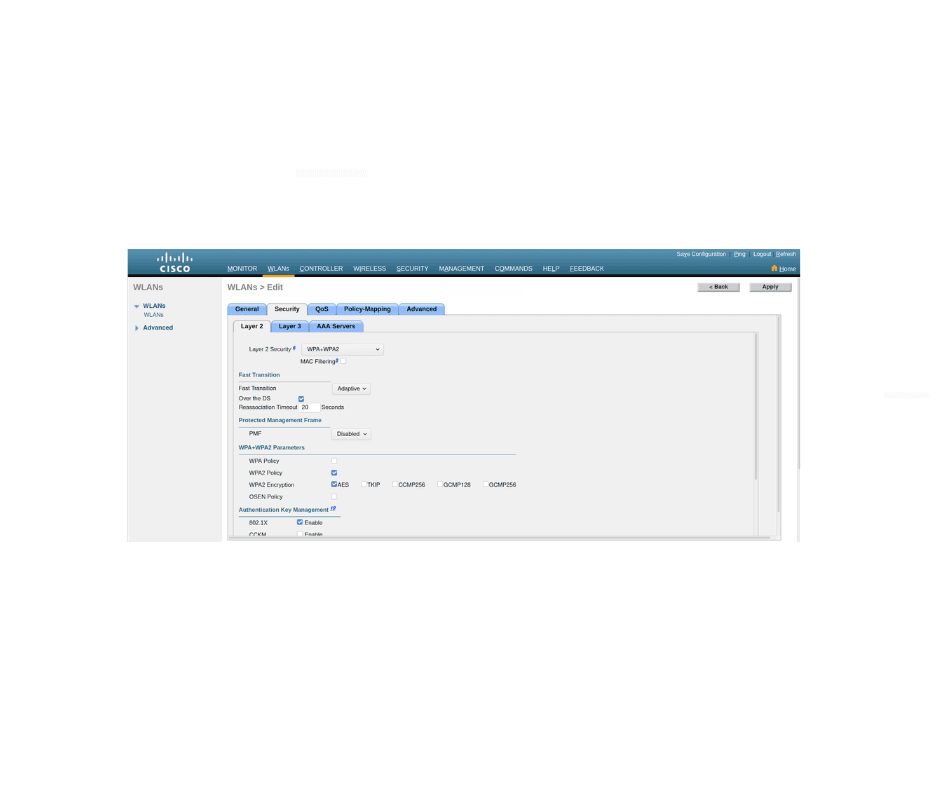 Save Configuration Ping Logout Refresh
CISCO MONITOR WLANs CONTROLLER WIRELESS SECURITY MANAGEMENT COMMANDS HELP FEEDBACK Home
WLANs WLANs > Edit < Back Apply
WLANs
WLANs
Advanced
General Security QoS Policy-Mapping Advanced
Layer 2 Layer 3 AAA Servers
Layer 2 Security WPA+WPA2
MAC Filtering
Fast Transition
Fast Transition Adaptive
Over the DS
Reassociation Timeout 20 Seconds
Protected Management Frame
PMF Disabled
WPA+WPA2 Parameters
WPA Policy
WPA2 Policy
WPA2 Encryption AES TKIP CCMP256 GCMP128 GCMP256
OSEN Policy
Authentication Key Management
802.1X Enable
CCKM Enable